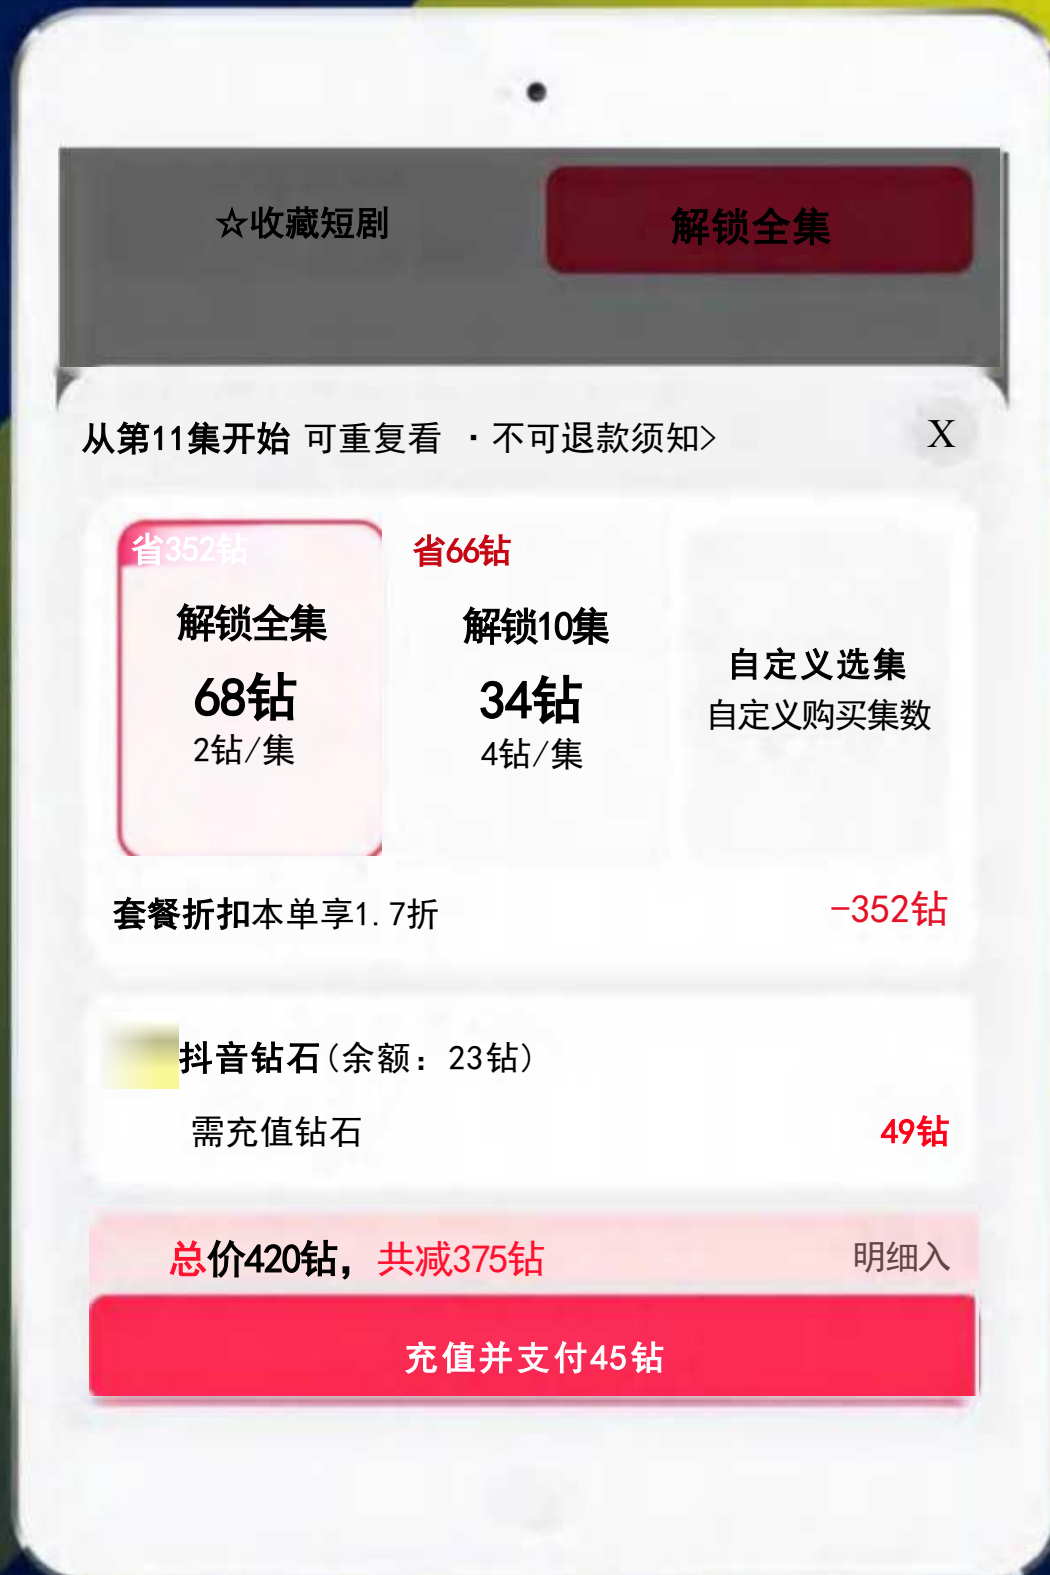 ☆收藏短剧
解锁全集
从第11集开始 可重复看 ·不可退款须知>
X
省352钻
解锁全集
68钻
2钻/集
省66钻
解锁10集
34钻
4钻/集
自定义选集
自定义购买集数
套餐折扣本单享1.7折
-352钻
抖音钻石(余额: 23钻)
需充值钻石
49钻
总价420钻，共减375钻
明细入
充值并支付45钻